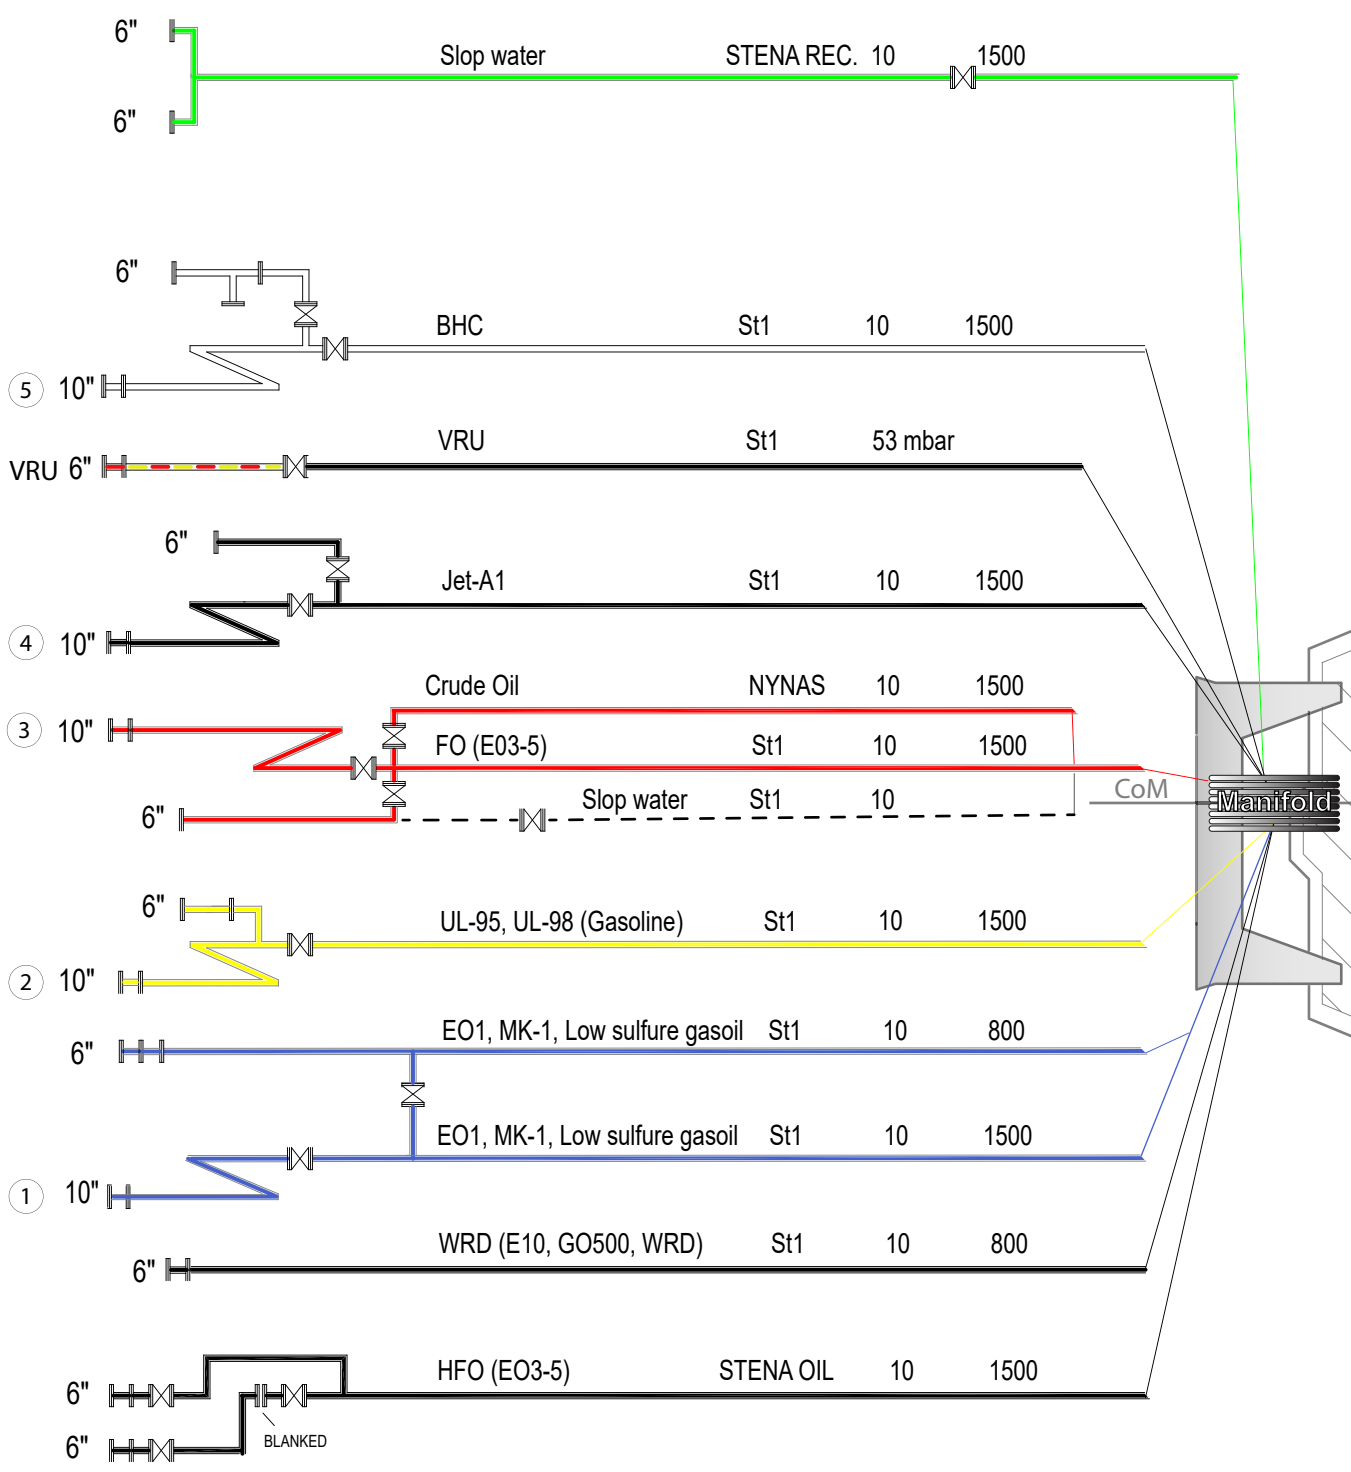 6"
Slop water STENA REC. 10 1500
6"
6"
BHC St1 10 1500
5 10"
VRU St1 53 mbar
VRU 6"
6"
Jet-A1 St1 10 1500
4 10"
Crude Oil NYNAS 10 1500
3 10"
FO (E03-5) St1 10 1500
CoM
Manifold
Slop water St1 10
6"
6"
UL-95, UL-98 (Gasoline) St1 10 1500
2 10"
EO1, MK-1, Low sulfure gasoil St1 10 800
6"
EO1, MK-1, Low sulfure gasoil St1 10 1500
1 10"
WRD (E10, GO500, WRD) St1 10 800
6"
HFO (EO3-5) STENA OIL 10 1500
6"
BLANKED
6"